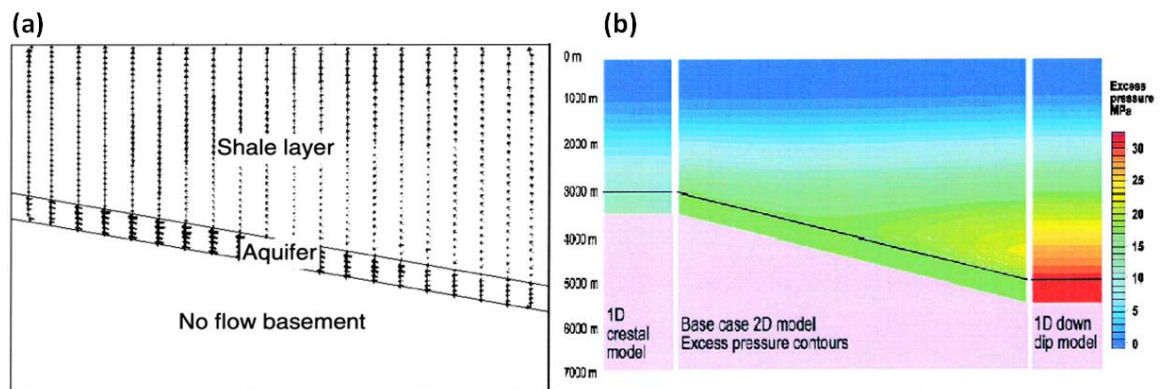 (a)
Shale layer
Aquifer
No flow basement
(b)
0 m
1000 m
2000 m
3000 m
4000 m
5000 m
6000 m
7000 m
1D
crestal
model
Base case 2D model
Excess pressure contours
1D down
dip model
Excess
pressure
MPa
30
25
20
15
10
5
0